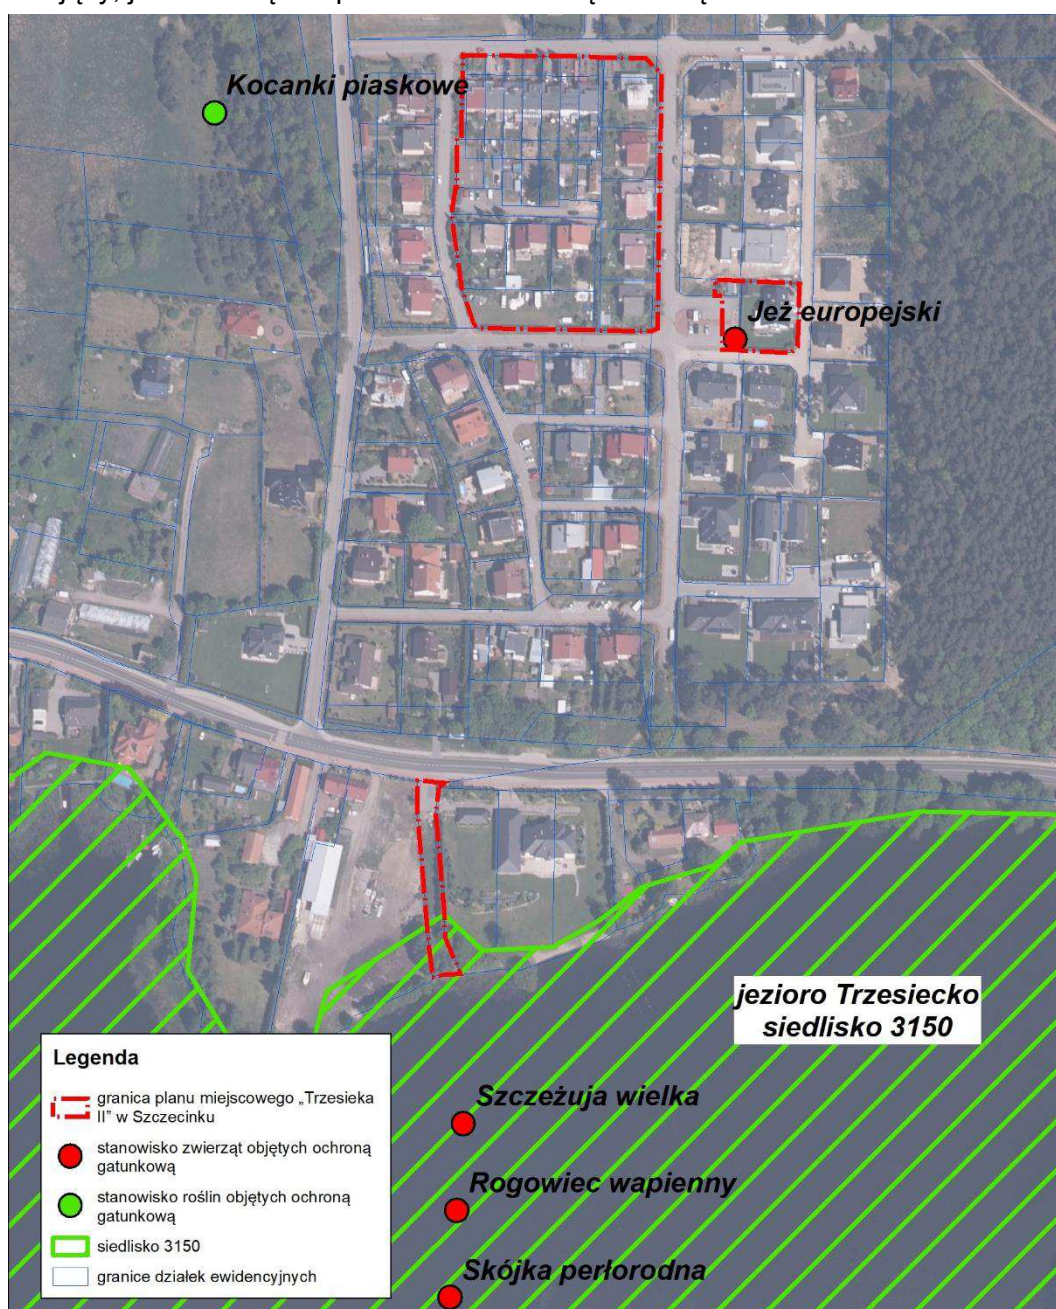 Kocanki piaskowe
Jeż europejski
jezioro Trzesiecko
siedlisko 3150
Szczeżuja wielka
Rogowiec wapienny
Skójka perłorodna
Legenda
granica planu miejscowego „Trzesieka
II” w Szczecinku
stanowisko zwierząt objętych ochroną
gatunkową
stanowisko roślin objętych ochroną
gatunkową
siedlisko 3150
granice działek ewidencyjnych